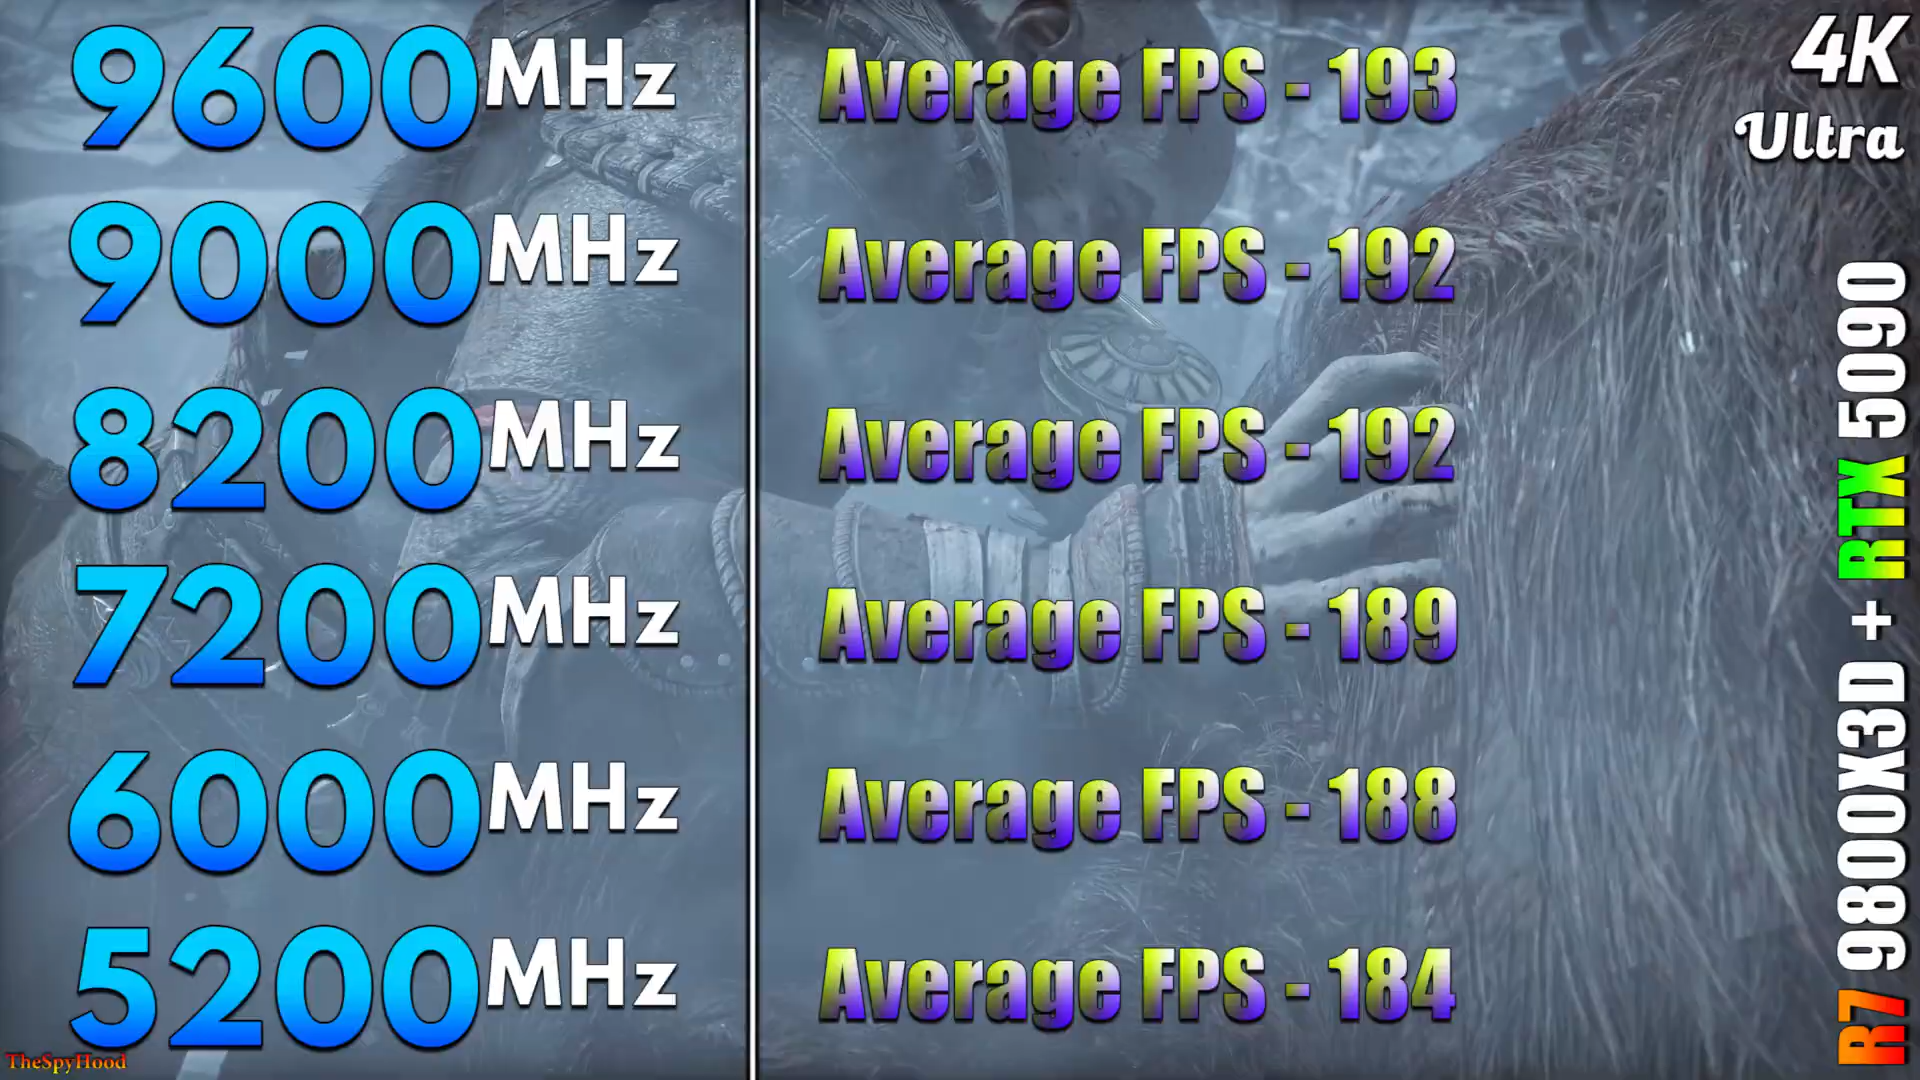 9600MHz Average FPS - 193
9000MHz Average FPS - 192
8200MHz Average FPS - 192
7200MHz Average FPS - 189
6000MHz Average FPS - 188
5200MHz Average FPS - 184
4K
Ultra
R7 9800X3D + RTX 5090
TheSpyHood